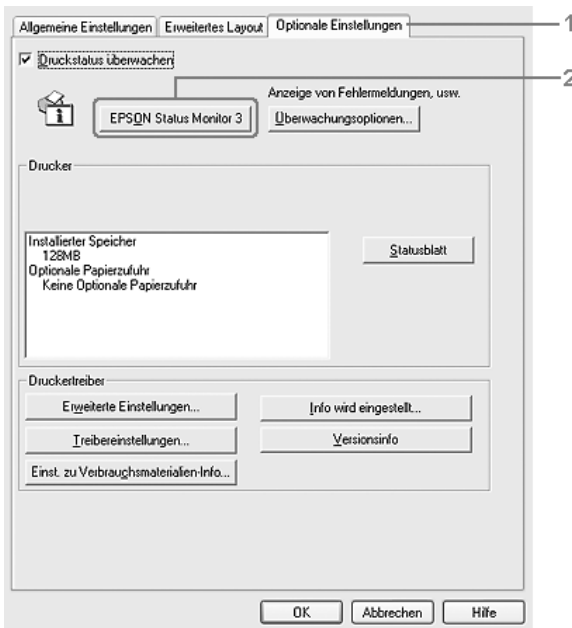 Allgemeine Einstellungen Erweitertes Layout Optionale Einstellungen 1
Druckstatus überwachen
2
Anzeige von Fehlermeldungen, usw.
EPSON Status Monitor 3 Überwachungsoptionen...
Drucker
Installierter Speicher
128MB
Optionale Papierzufuhr
Keine Optionale Papierzufuhr
Statusblatt
Druckertreiber
Erweiterte Einstellungen... Info wird eingestellt...
Treibereinstellungen... Versionsinfo
Einst. zu Verbrauchsmaterialien-Info...
OK Abbrechen Hilfe